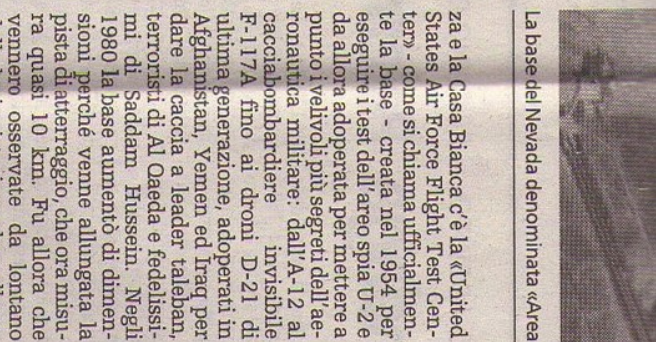 La base del Nevada denominata «Area
za e la Casa Bianca c'è la «United
States Air Force Flight Test Cen-
ter» - come si chiama ufficialmen-
te la base - creata nel 1954 per
eseguire i test dell'areo spia U-2 e
da allora adoperata per mettere a
punto i velivoli più segreti dell'ae-
ronautica militare: dall'A-12 al
cacciabombardiere invisibile
F-117A fino ai droni D-21 di
ultima generazione, adoperati in
Afghanistan, Yemen ed Iraq per
dare la caccia a leader taleban,
terroristi di Al Qaeda e fedelissi-
mi di Saddam Hussein. Negli
1980 la base aumentò di dimen-
sioni perché venne allungata la
pista di atterraggio, che ora misu-
ra quasi 10 km. Fu allora che
vennero osservate da lontano